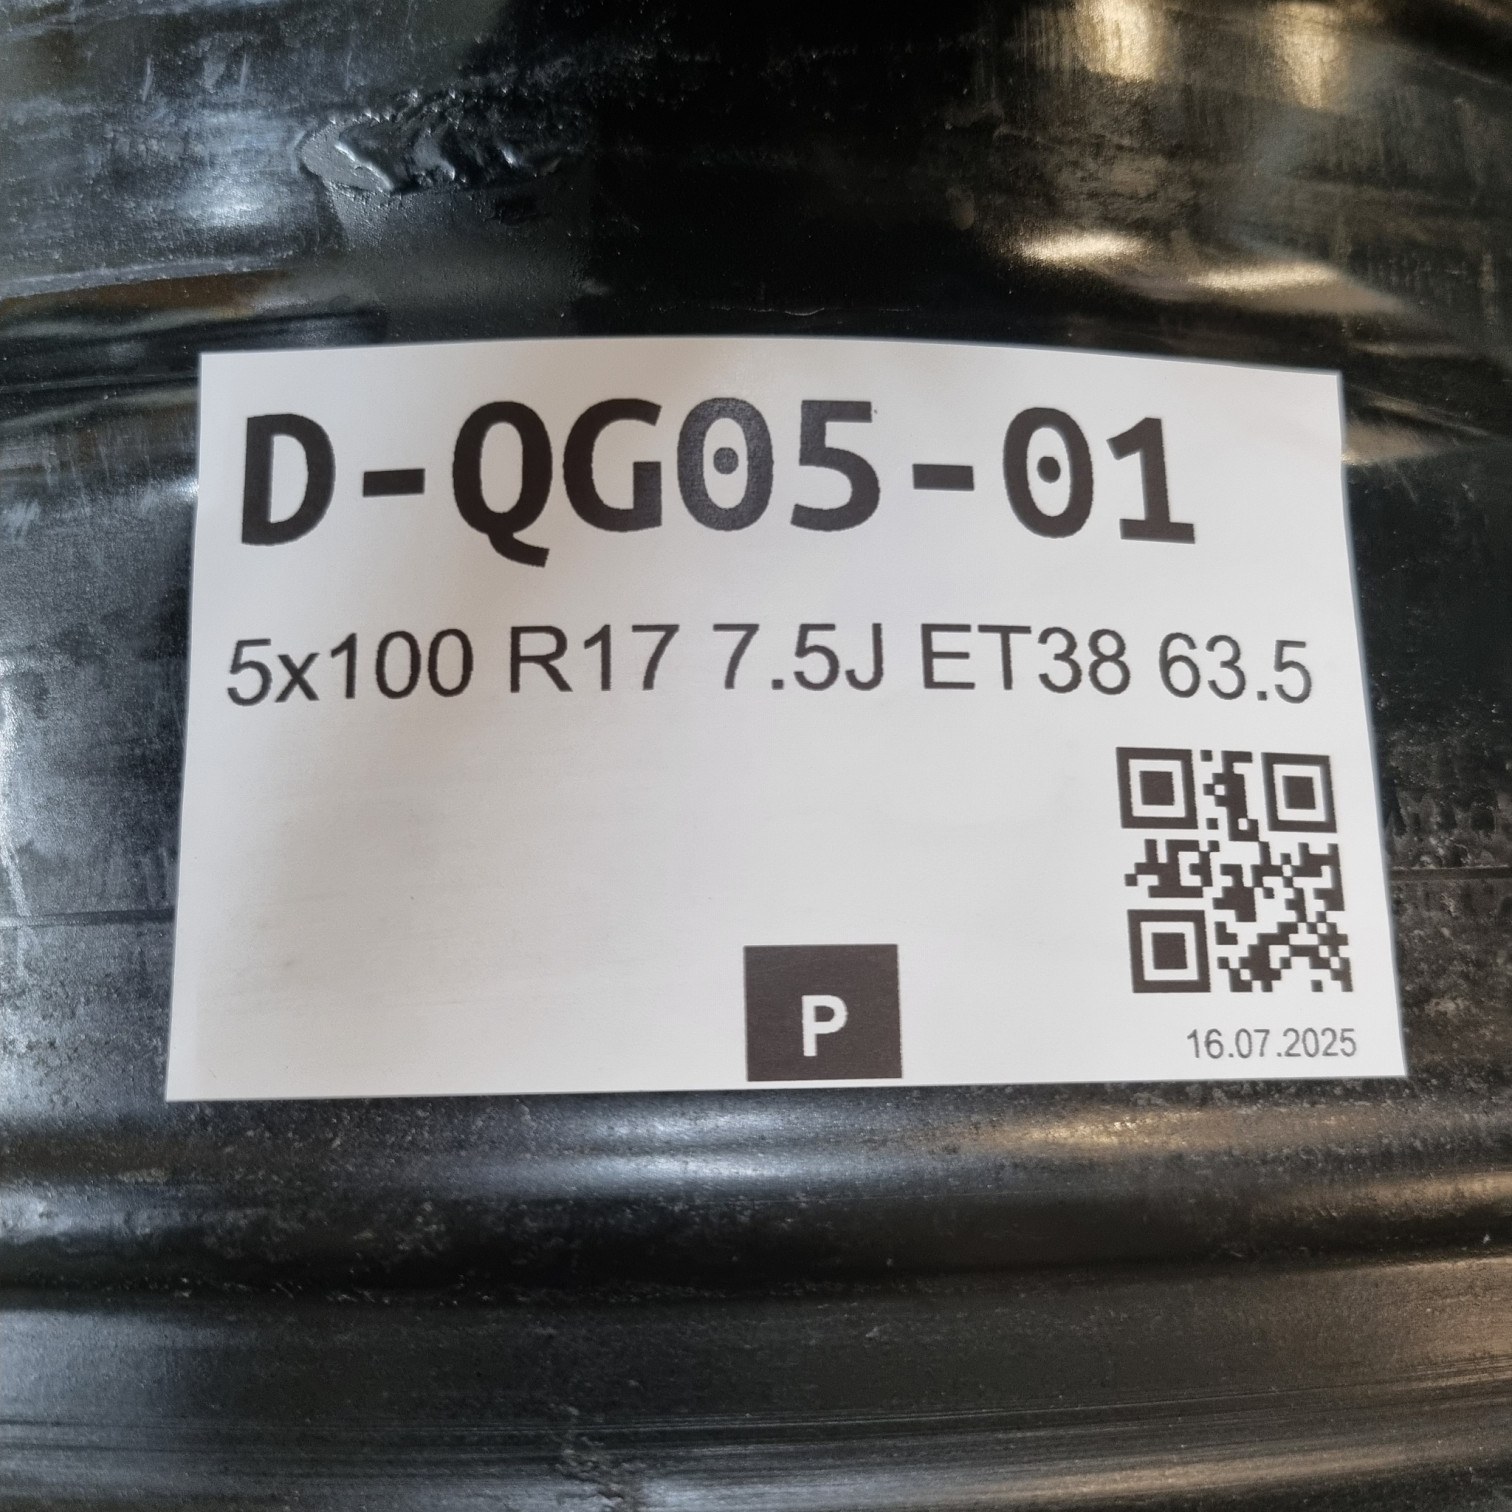 D-QG05-01
5x100 R17 7.5J ET38 63.5
P
16.07.2025